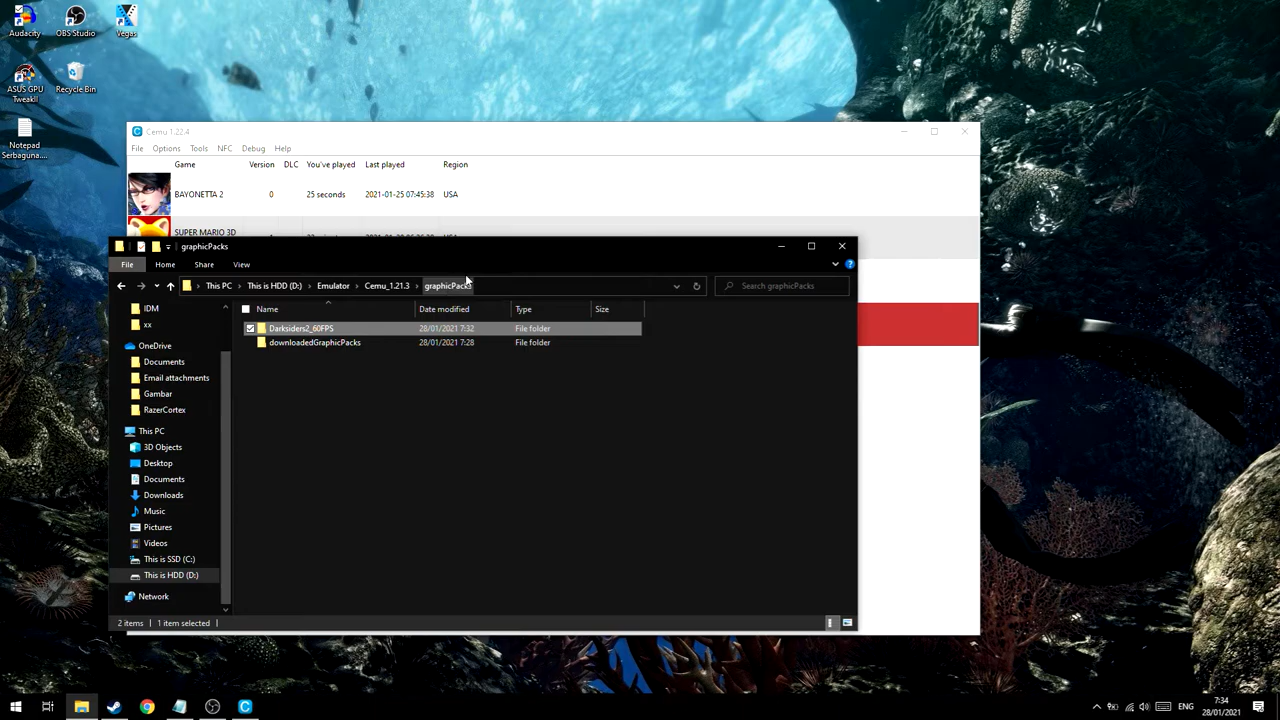 Audacity
OBS Studio
Vegas
ASUS GPU
TweakII
Recycle Bin
Notepad
Serbaguna....
Cemu 1.22.4
File Options Tools NFC Debug Help
Game Version DLC You've played Last played Region
BAYONETTA 2 0 25 seconds 2021-01-25 07:45:38 USA
SUPER MARIO 3D
graphicPacks
File Home Share View
This PC › This is HDD (D:) › Emulator › Cemu_1.21.3 › graphicPacks
Search graphicPacks
Name Date modified Type Size
Darksiders2_60FPS 28/01/2021 7:32 File folder
downloadedGraphicPacks 28/01/2021 7:28 File folder
IDM
xx
OneDrive
Documents
Email attachments
Gambar
RazerCortex
This PC
3D Objects
Desktop
Documents
Downloads
Music
Pictures
Videos
This is SSD (C:)
This is HDD (D:)
Network
2 items 1 item selected
ENG
7:34
28/01/2021